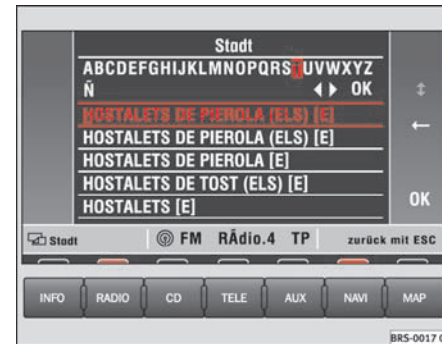 Stadt
ABCDEFGHIJKLMNOPQRSTUVWXYZ
Ñ ◄ ► OK
HOSTALETS DE PIEROLA (ELS) [E]
HOSTALETS DE PIEROLA (ELS) [E]
HOSTALETS DE PIEROLA [E]
HOSTALETS DE TOST (ELS) [E]
HOSTALETS [E]
OK
Stadt FM RÃdio.4 TP zurück mit ESC
INFO RADIO CD TELE AUX NAVI MAP
BRS-0017